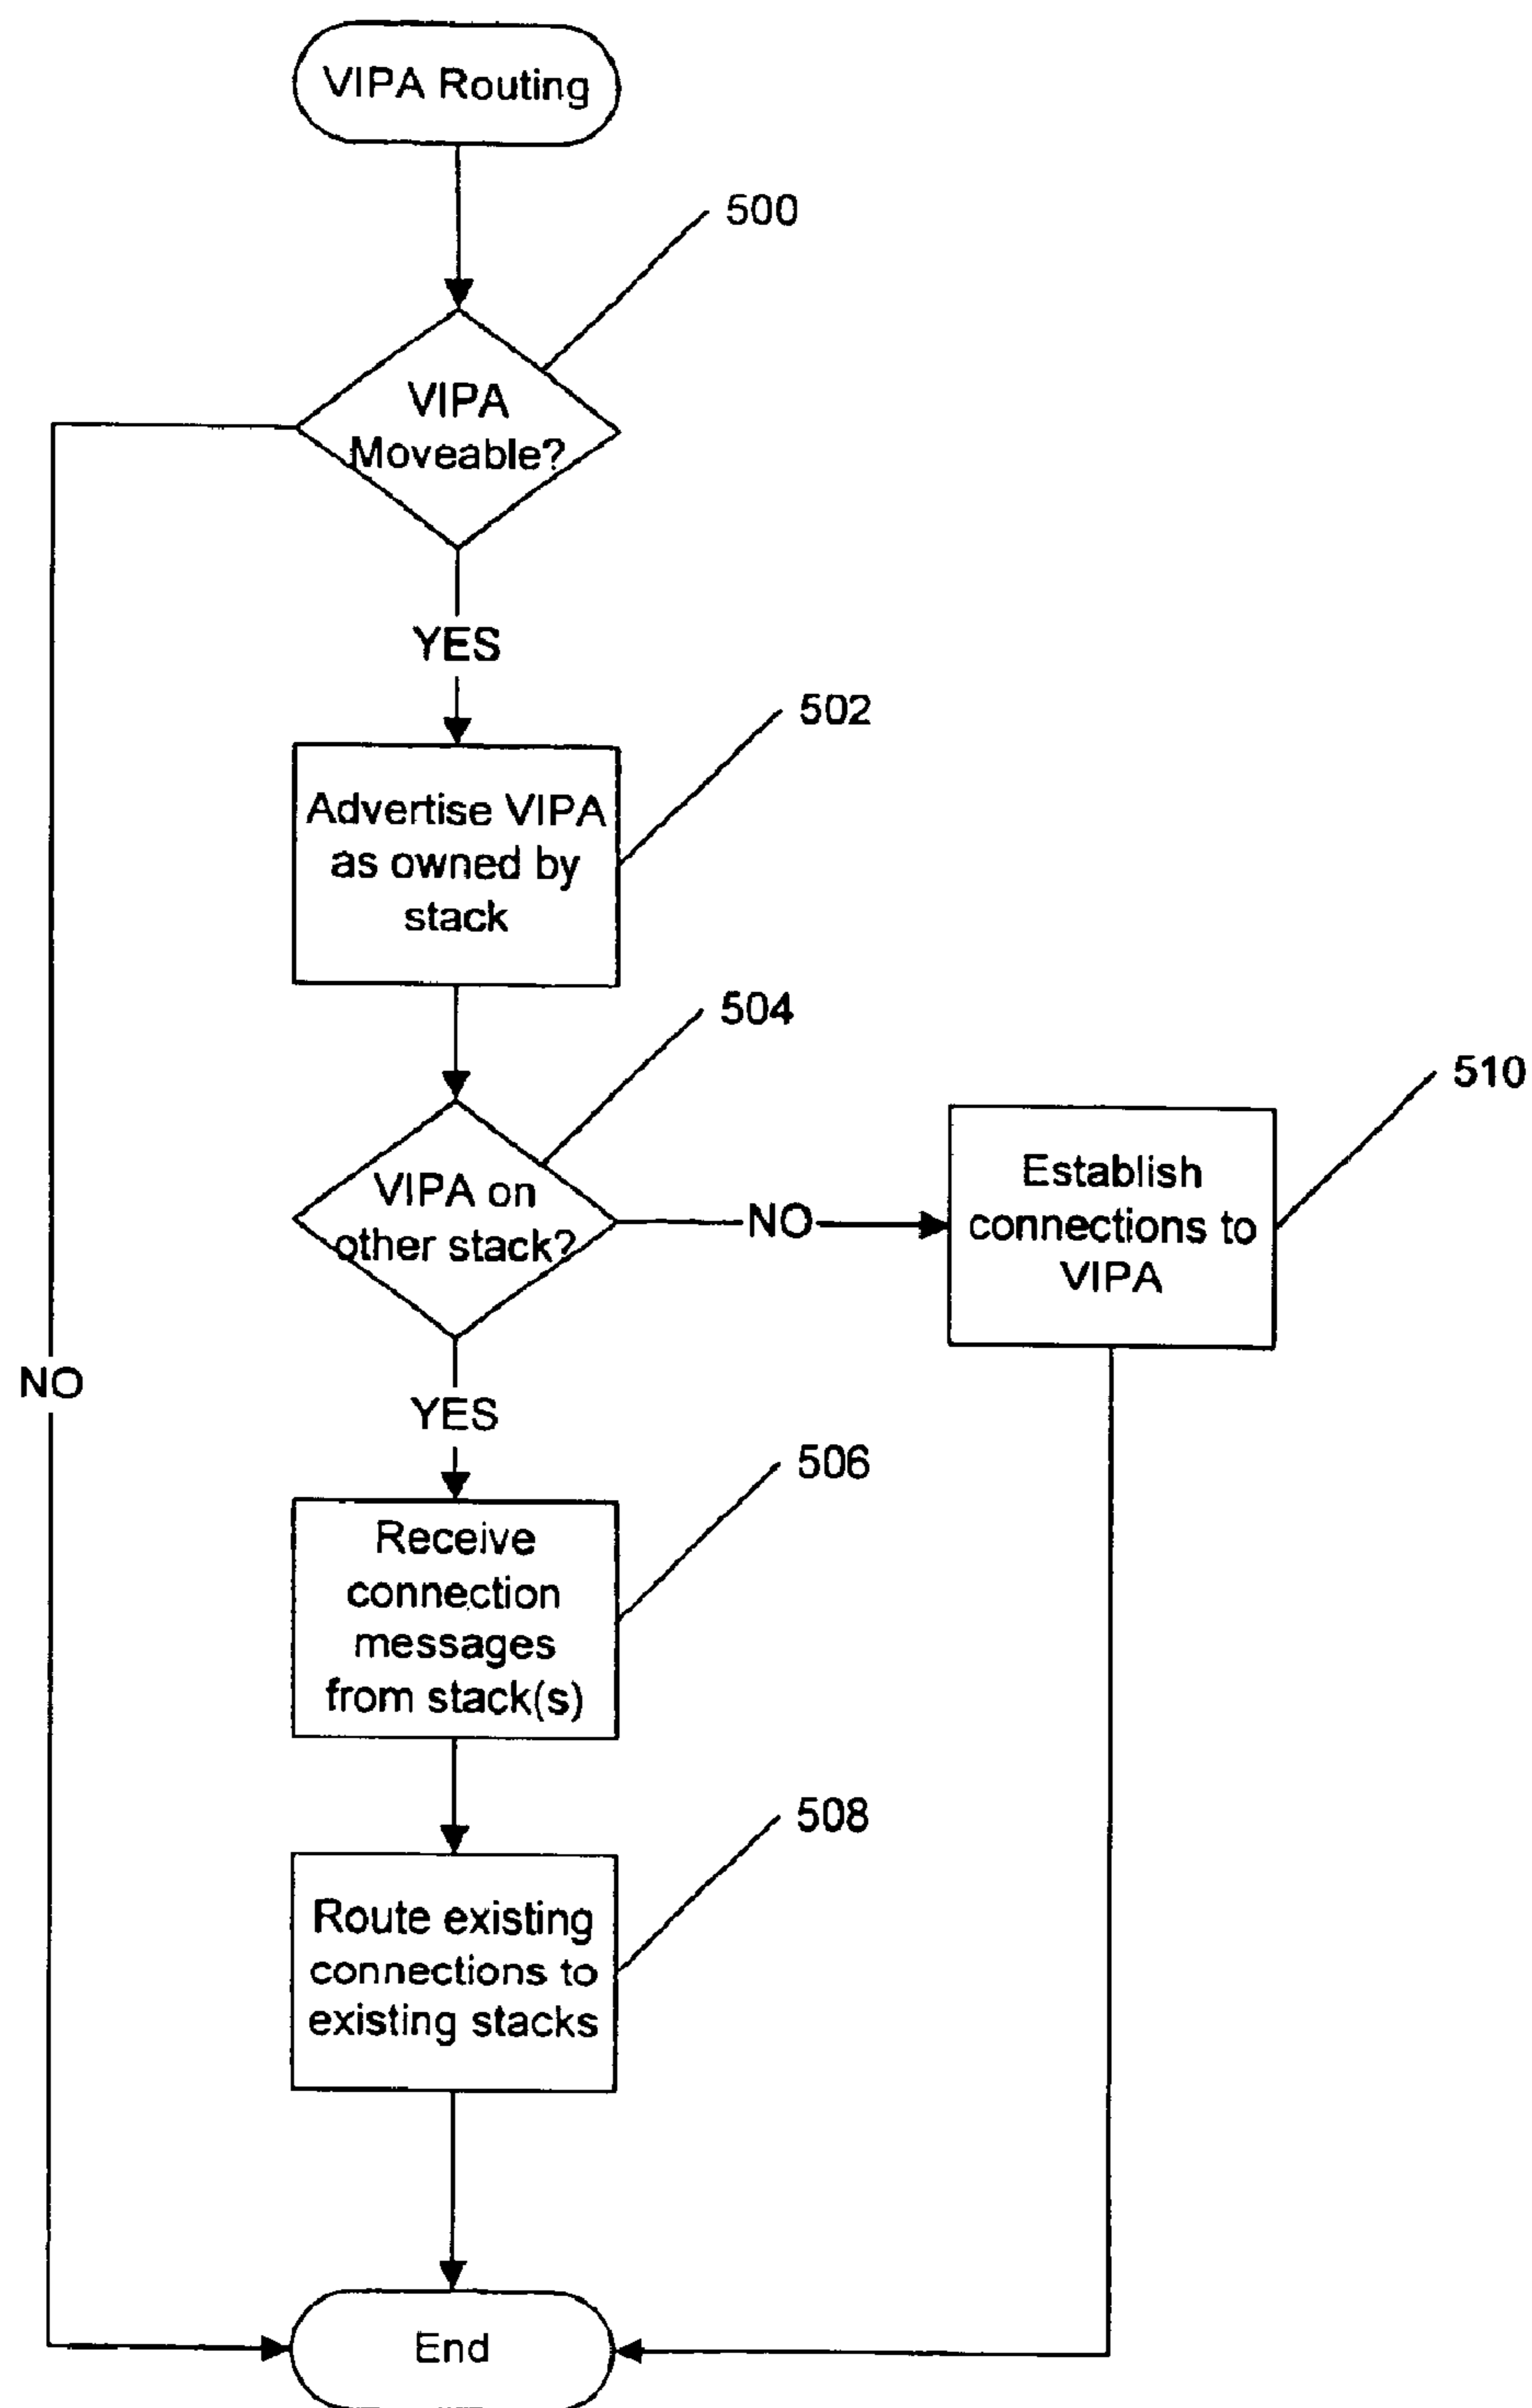 VIPA Routing
500
VIPA
Moveable?
YES
502
Advertise VIPA
as owned by
stack
504
VIPA on
other stack?
NO
510
Establish
connections to
VIPA
NO
YES
506
Receive
connection
messages
from stack(s)
508
Route existing
connections to
existing stacks
End